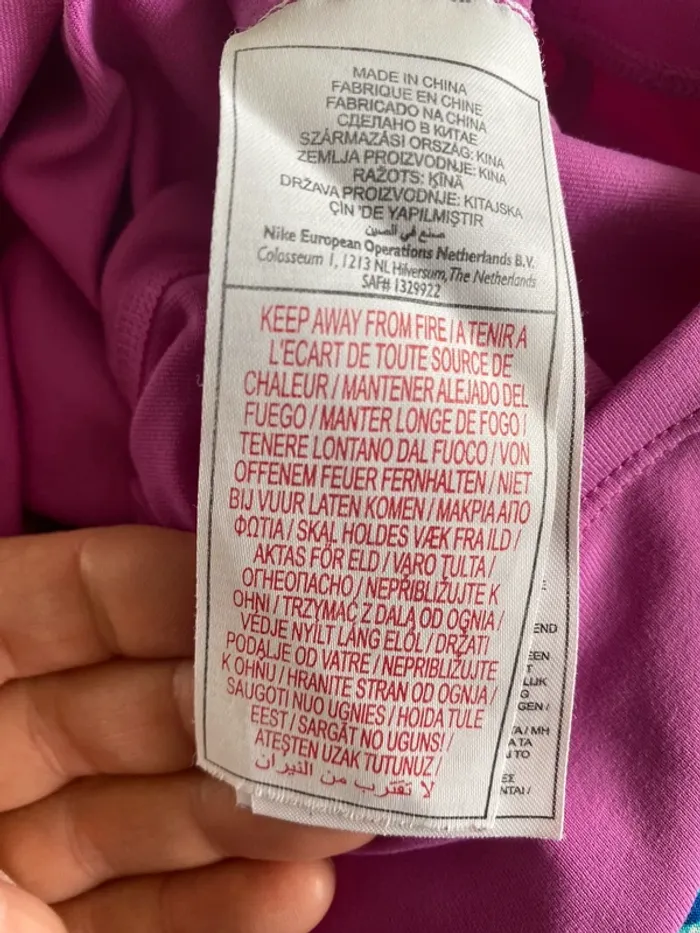 MADE IN CHINA
FABRIQUE EN CHINE
FABRICADO NA CHINA
СДЕЛАНО В КИТАЕ
SZÁRMAZÁSI ORSZÁG: KINA
ZEMLJA PROIZVODNJE: KINA
RAŽOTS: ĶĪNĀ
DRŽAVA PROIZVODNJE: KITAJSKA
ÇIN 'DE YAPILMIŞTIR
صنع في الصين
Nike European Operations Netherlands B.V.
Colosseum 1, 1213 NL Hilversum, The Netherlands
SAF# 1329922
KEEP AWAY FROM FIRE / A TENIR A
L'ECART DE TOUTE SOURCE DE
CHALEUR / MANTENER ALEJADO DEL
FUEGO / MANTER LONGE DE FOGO /
TENERE LONTANO DAL FUOCO / VON
OFFENEM FEUER FERNHALTEN / NIET
BIJ VUUR LATEN KOMEN / ΜΑΚΡΙΑ ΑΠΟ
ΦΩΤΙΑ / SKAL HOLDES VÆK FRA ILD /
AKTAS FÖR ELD / VARO TULTA /
ОГНЕОПАСНО / NEPŘIBLIŽUJTE K
OHNI / TRZYMAĆ Z DALA OD OGNIA /
VÉDJE NYÍLT LÁNG ELŐL / DRŽATI
PODALJE OD VATRE / NEPRIBLIŽUJTE
K OHŇU / HRANITE STRAN OD OGNJA /
SAUGOTI NUO UGNIES / HOIDA TULE
EEST / SARGĀT NO UGUNS! /
ATEŞTEN UZAK TUTUNUZ /
لا تقترب من النيران